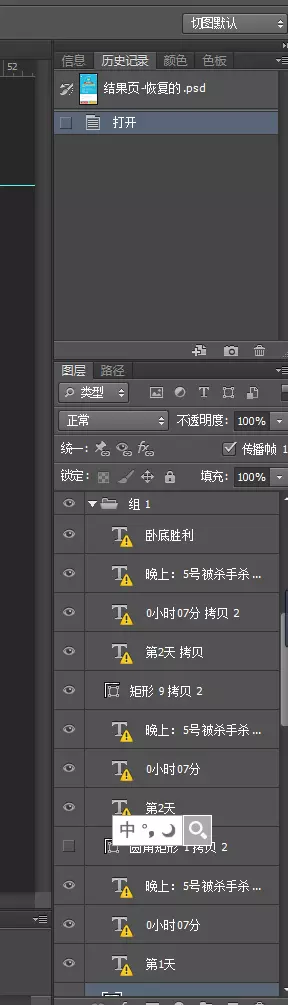 切图默认
52
信息 历史记录 颜色 色板
结果页-恢复的.psd
打开
图层 路径
类型
正常 不透明度: 100%
统一: 传播帧 1
锁定: 填充: 100%
组 1
卧底胜利
晚上: 5号被杀手杀...
0小时07分 拷贝 2
第2天 拷贝
矩形 9 拷贝 2
晚上: 5号被杀手杀...
0小时07分
第2天
中
圆角矩形 1 拷贝 2
晚上: 5号被杀手杀...
0小时07分
第1天